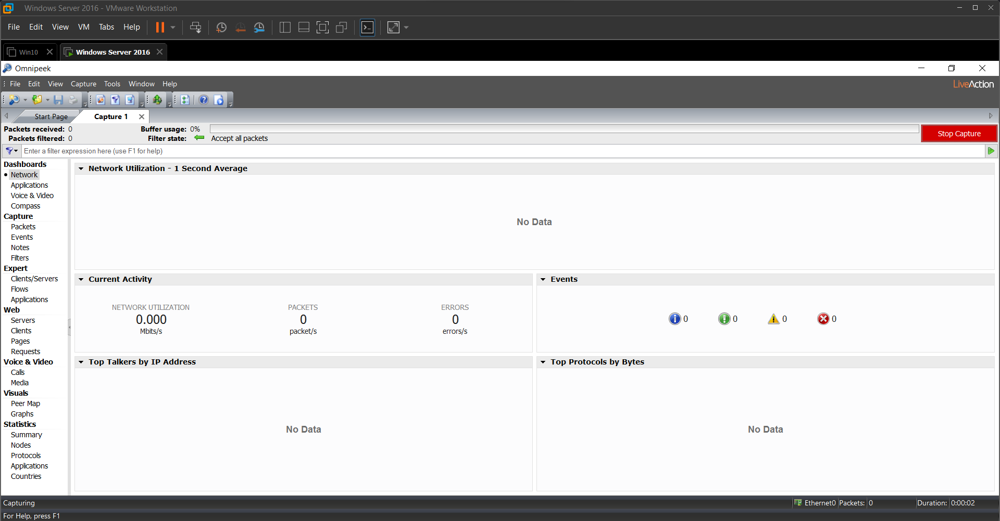 Windows Server 2016 - VMware Workstation
File Edit View VM Tabs Help
Win10 Windows Server 2016
Omnipeek
File Edit View Capture Tools Window Help LiveAction
Start Page Capture 1
Packets received: 0 Buffer usage: 0%
Packets filtered: 0 Filter state: Accept all packets
Stop Capture
Enter a filter expression here (use F1 for help)
Dashboards
Network
Applications
Voice & Video
Compass
Capture
Packets
Events
Notes
Filters
Expert
Clients/Servers
Flows
Applications
Web
Servers
Clients
Pages
Requests
Voice & Video
Calls
Media
Visuals
Peer Map
Graphs
Statistics
Summary
Nodes
Protocols
Applications
Countries
Network Utilization - 1 Second Average
No Data
Current Activity
NETWORK UTILIZATION PACKETS ERRORS
0.000 0 0
Mbits/s packet/s errors/s
Events
0 0 0 0
Top Talkers by IP Address
No Data
Top Protocols by Bytes
No Data
Capturing Ethernet0 Packets: 0 Duration: 0:00:02
For Help, press F1